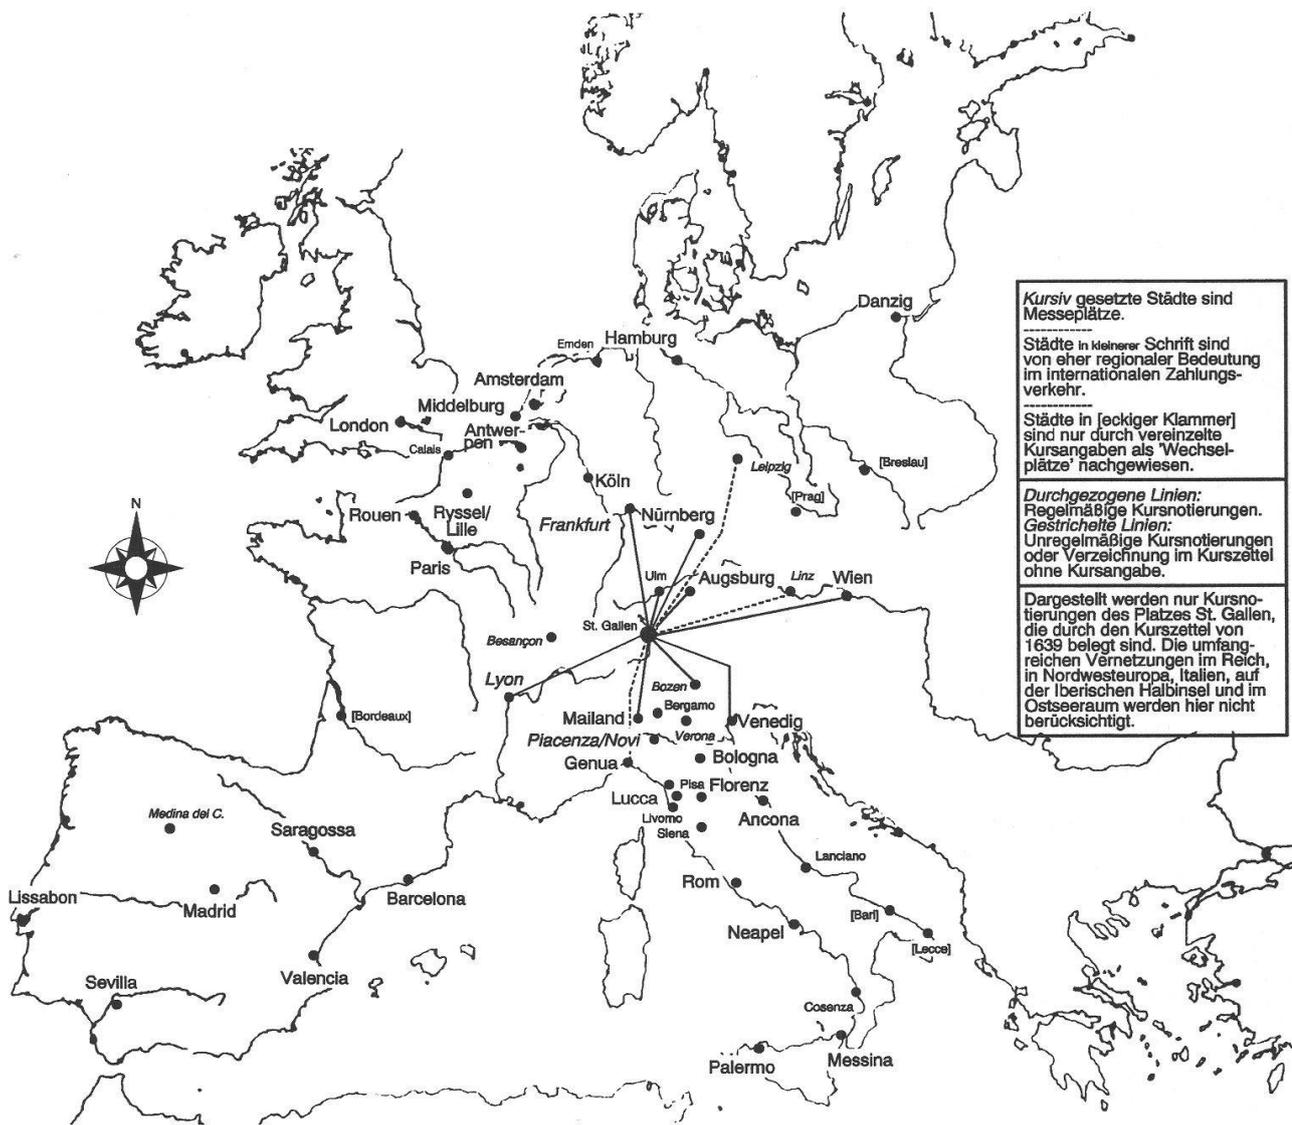 Danzig
Hamburg
Emden
Amsterdam
Middelburg
London
Antwer-
pen
Calais
Leipzig
[Breslau]
Köln
[Prag]
Rouen
Ryssel/
Lille
Frankfurt
Nürnberg
N
Paris
Ulm
Augsburg
Linz
Wien
St. Gallen
Besançon
Lyon
Bozen
[Bordeaux]
Mailand
Bergamo
Venedig
Piacenza/Novi
Verona
Genua
Bologna
Pisa
Florenz
Lucca
Livorno
Siena
Ancona
Medina del C.
Saragossa
Lanciano
Lissabon
Madrid
Barcelona
Rom
[Bari]
Neapel
[Lecce]
Sevilla
Valencia
Cosenza
Palermo
Messina
Kursiv gesetzte Städte sind
Messeplätze.
------------
Städte in kleinerer Schrift sind
von eher regionaler Bedeutung
im internationalen Zahlungs-
verkehr.
------------
Städte in [eckiger Klammer]
sind nur durch vereinzelte
Kursangaben als 'Wechsel-
plätze' nachgewiesen.
Durchgezogene Linien:
Regelmäßige Kursnotierungen.
Gestrichelte Linien:
Unregelmäßige Kursnotierungen
oder Verzeichnung im Kurszettel
ohne Kursangabe.
Dargestellt werden nur Kursno-
tierungen des Platzes St. Gallen,
die durch den Kurszettel von
1639 belegt sind. Die umfang-
reichen Vernetzungen im Reich,
in Nordwesteuropa, Italien, auf
der Iberischen Halbinsel und im
Ostseeraum werden hier nicht
berücksichtigt.